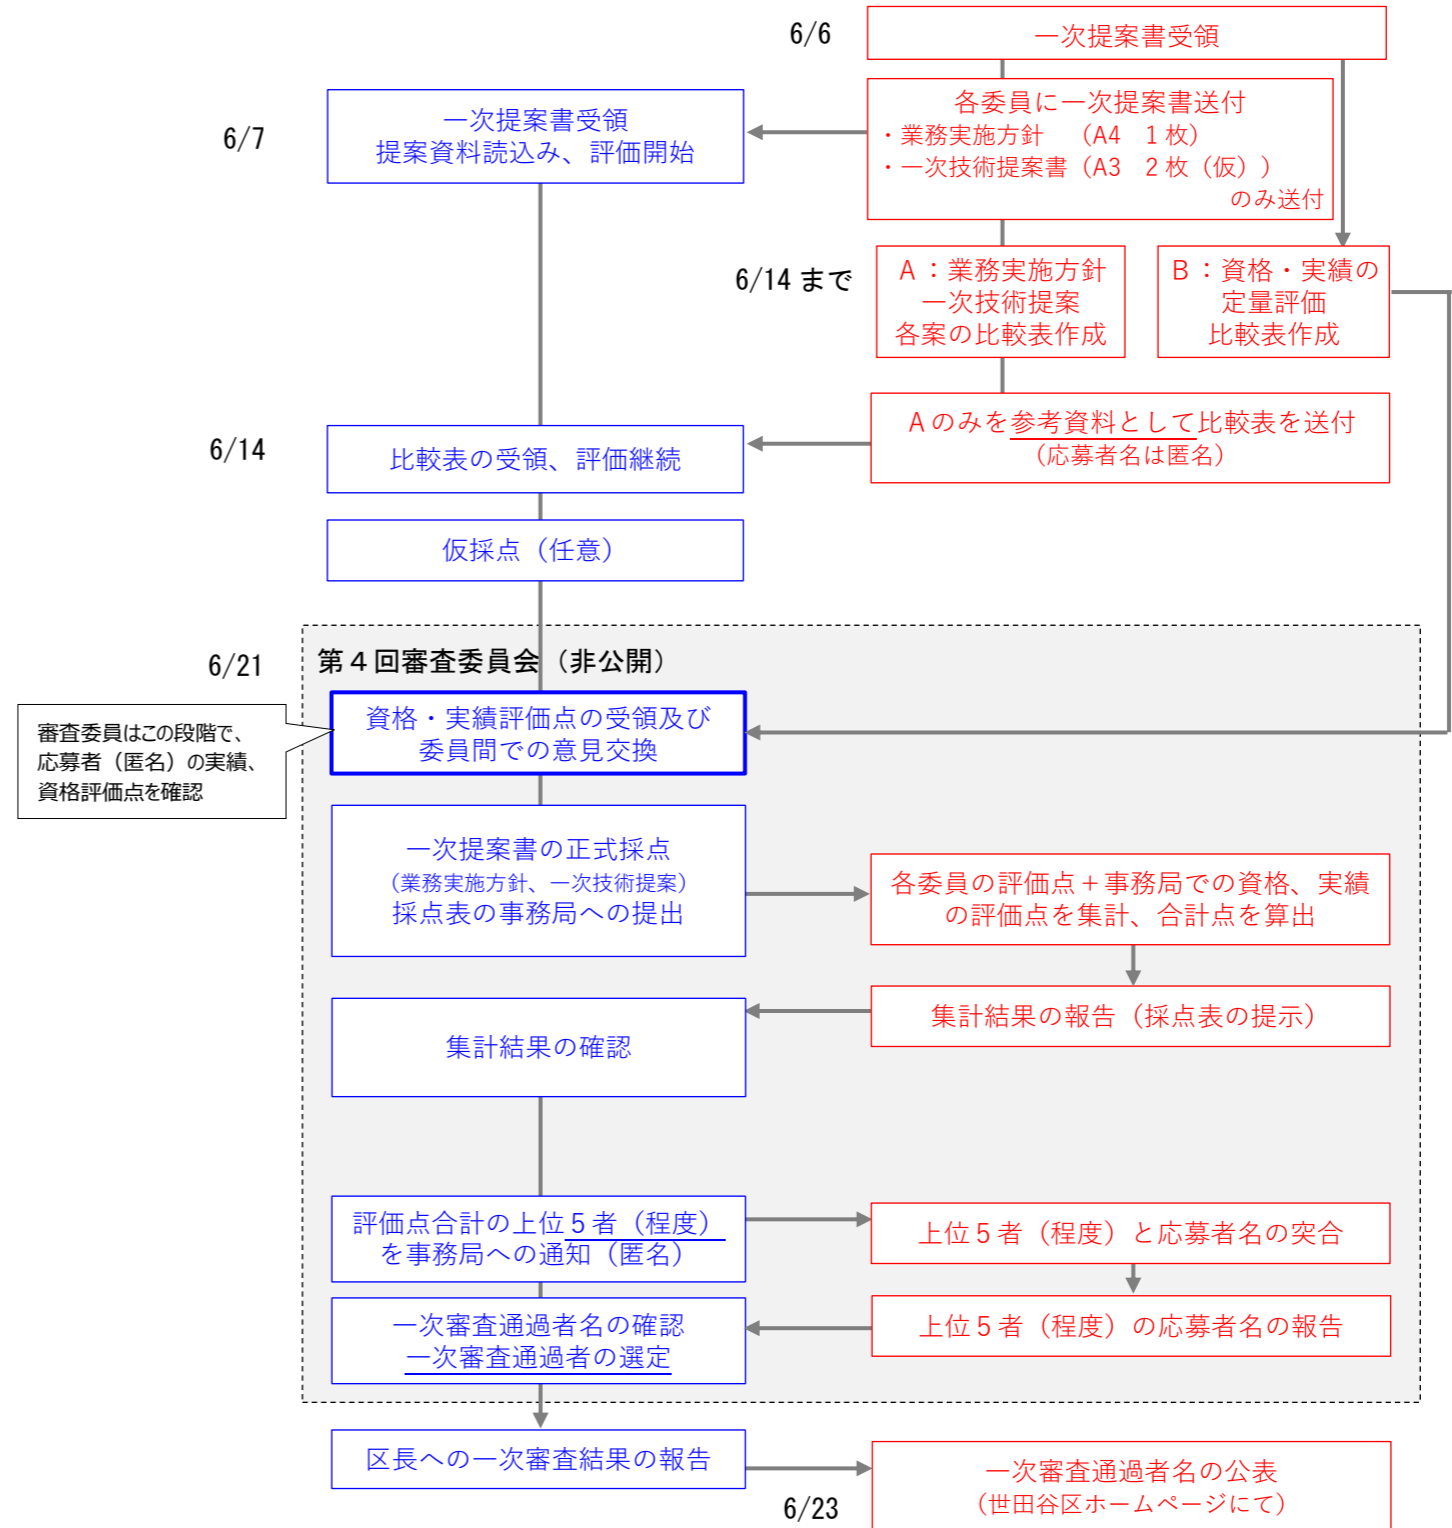 6/6
一次提案書受領
各委員に一次提案書送付
・業務実施方針　（A4　1枚）
・一次技術提案書（A3　2枚（仮））
のみ送付
6/7
一次提案書受領
提案資料読込み、評価開始
6/14まで
A：業務実施方針
一次技術提案
各案の比較表作成
B：資格・実績の
定量評価
比較表作成
6/14
比較表の受領、評価継続
Aのみを参考資料として比較表を送付
（応募者名は匿名）
仮採点（任意）
6/21
第４回審査委員会（非公開）
資格・実績評価点の受領及び
委員間での意見交換
審査委員はこの段階で、
応募者（匿名）の実績、
資格評価点を確認
一次提案書の正式採点
（業務実施方針、一次技術提案）
採点表の事務局への提出
各委員の評価点＋事務局での資格、実績
の評価点を集計、合計点を算出
集計結果の報告（採点表の提示）
集計結果の確認
評価点合計の上位５者（程度）
を事務局への通知（匿名）
上位５者（程度）と応募者名の突合
一次審査通過者名の確認
一次審査通過者の選定
上位５者（程度）の応募者名の報告
区長への一次審査結果の報告
6/23
一次審査通過者名の公表
（世田谷区ホームページにて）